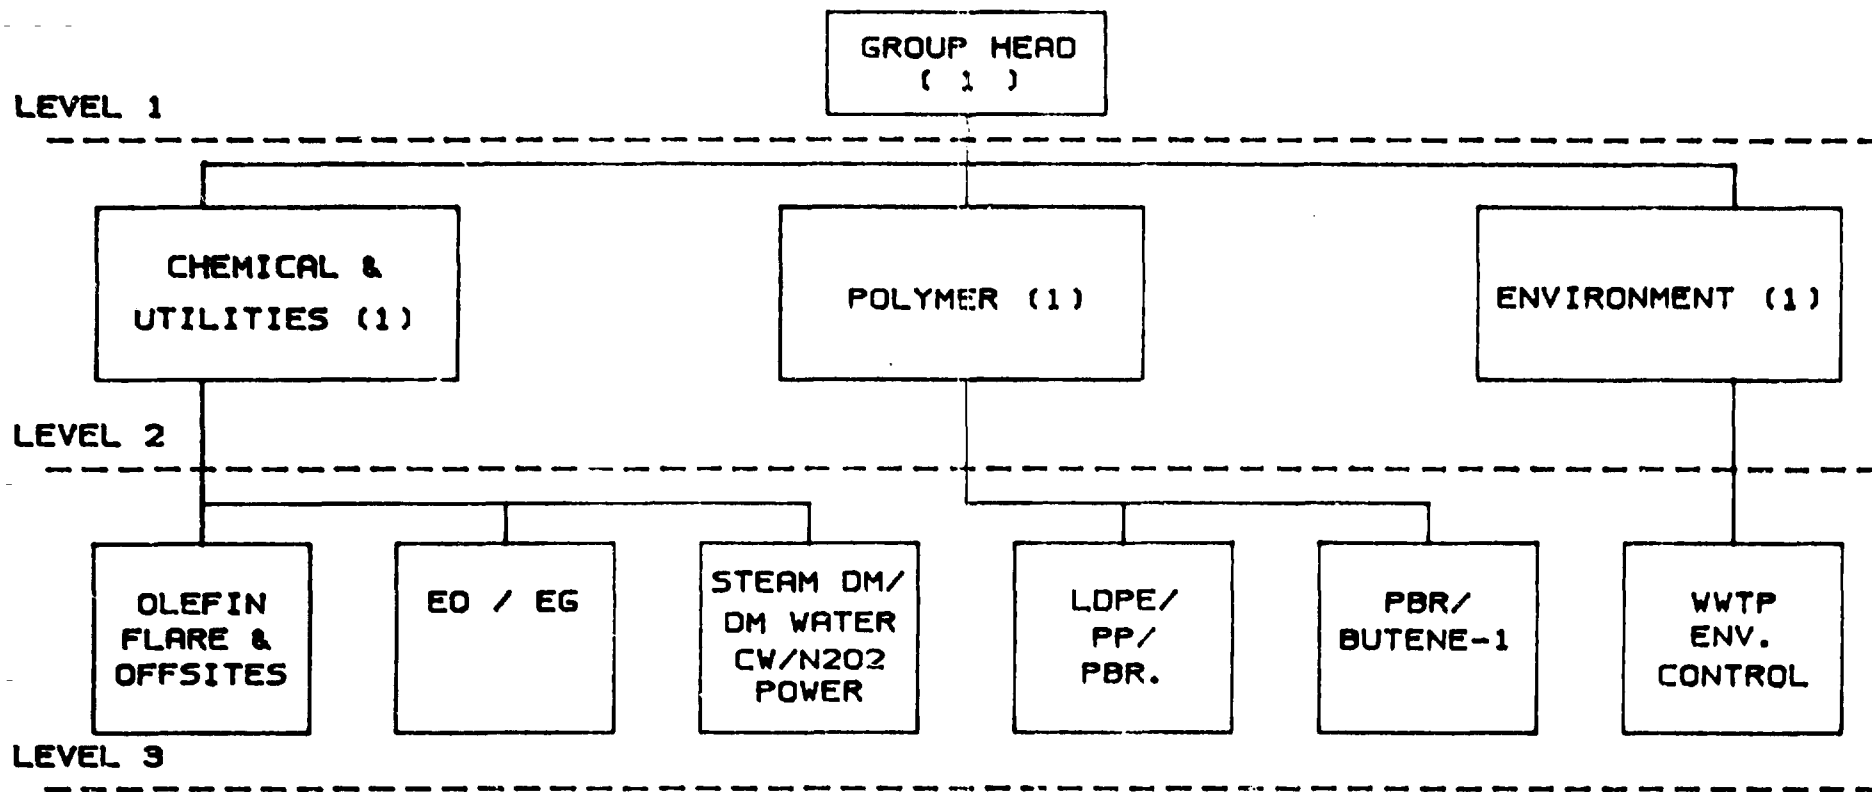 GROUP HEAD
( 1 )
LEVEL 1
CHEMICAL &
UTILITIES (1)
POLYMER (1)
ENVIRONMENT (1)
LEVEL 2
OLEFIN
FLARE &
OFFSITES
EO / EG
STEAM DM/
DM WATER
CW/N2O2
POWER
LDPE/
PP/
PBR.
PBR/
BUTENE-1
WWTP
ENV.
CONTROL
LEVEL 3